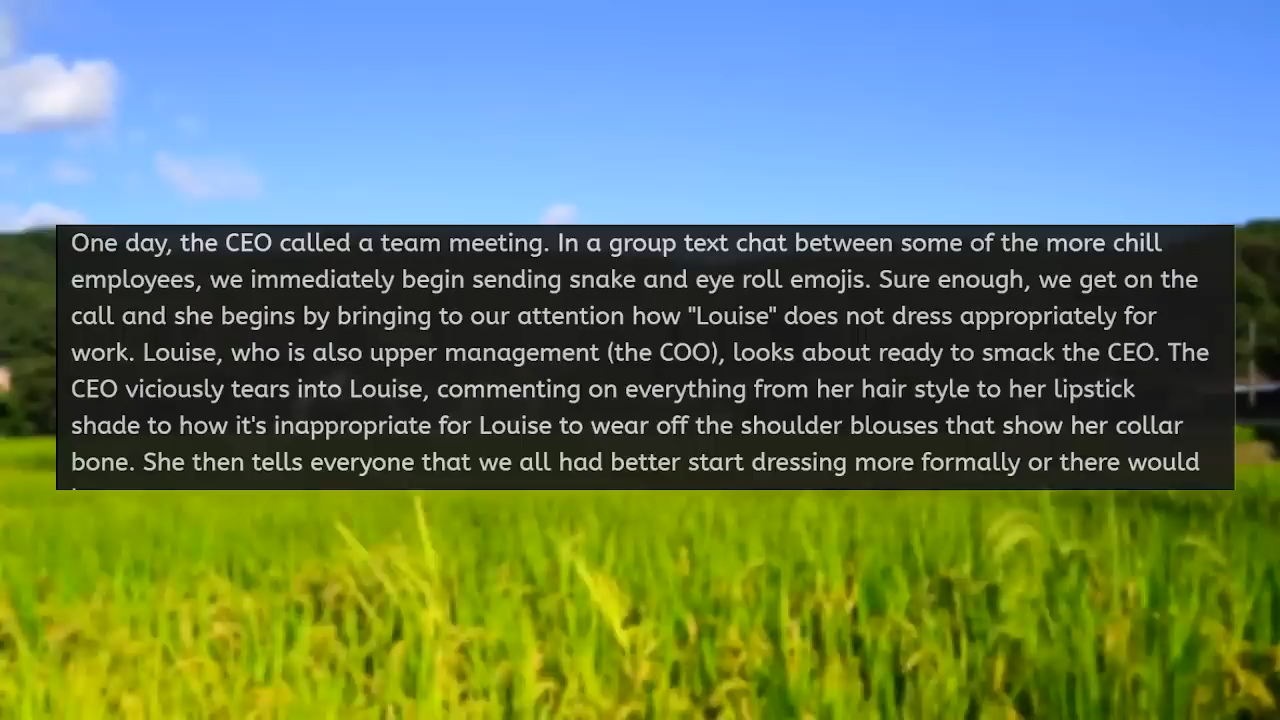 One day, the CEO called a team meeting. In a group text chat between some of the more chill
employees, we immediately begin sending snake and eye roll emojis. Sure enough, we get on the
call and she begins by bringing to our attention how "Louise" does not dress appropriately for
work. Louise, who is also upper management (the COO), looks about ready to smack the CEO. The
CEO viciously tears into Louise, commenting on everything from her hair style to her lipstick
shade to how it's inappropriate for Louise to wear off the shoulder blouses that show her collar
bone. She then tells everyone that we all had better start dressing more formally or there would